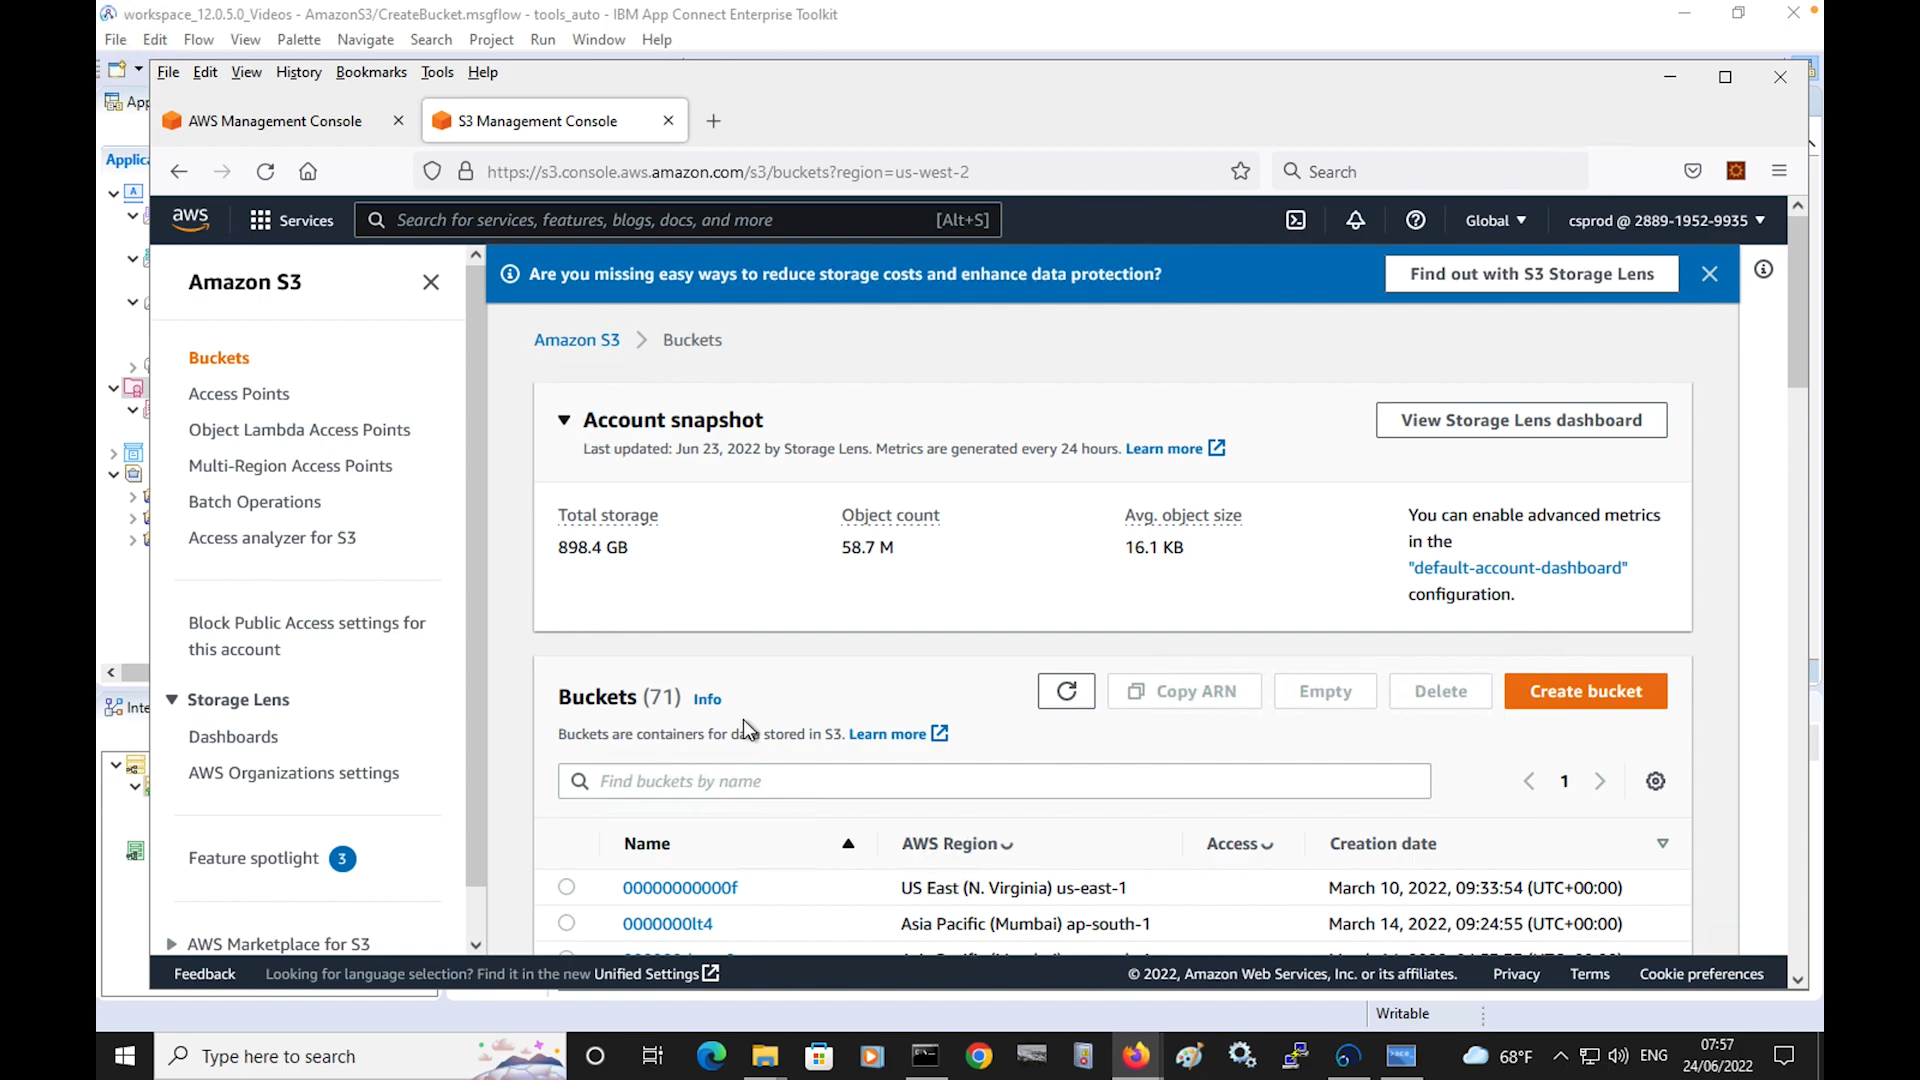 workspace_12.0.5.0_Videos - AmazonS3/CreateBucket.msgflow - tools_auto - IBM App Connect Enterprise Toolkit
File Edit Flow View Palette Navigate Search Project Run Window Help
File Edit View History Bookmarks Tools Help
App
AWS Management Console
S3 Management Console
Applica
https://s3.console.aws.amazon.com/s3/buckets?region=us-west-2
Search
aws
Services
Search for services, features, blogs, docs, and more
[Alt+S]
Global
csprod @ 2889-1952-9935
Amazon S3
Are you missing easy ways to reduce storage costs and enhance data protection?
Find out with S3 Storage Lens
Amazon S3
Buckets
Buckets
Access Points
Object Lambda Access Points
Multi-Region Access Points
Batch Operations
Access analyzer for S3
Block Public Access settings for
this account
Storage Lens
Dashboards
AWS Organizations settings
Feature spotlight 3
AWS Marketplace for S3
Account snapshot
View Storage Lens dashboard
Last updated: Jun 23, 2022 by Storage Lens. Metrics are generated every 24 hours. Learn more
Total storage
898.4 GB
Object count
58.7 M
Avg. object size
16.1 KB
You can enable advanced metrics
in the
"default-account-dashboard"
configuration.
Inte
Buckets (71) Info
Copy ARN
Empty
Delete
Create bucket
Buckets are containers for stored in S3. Learn more
Find buckets by name
1
Name
AWS Region
Access
Creation date
00000000000f
US East (N. Virginia) us-east-1
March 10, 2022, 09:33:54 (UTC+00:00)
0000000lt4
Asia Pacific (Mumbai) ap-south-1
March 14, 2022, 09:24:55 (UTC+00:00)
Feedback
Looking for language selection? Find it in the new Unified Settings
© 2022, Amazon Web Services, Inc. or its affiliates.
Privacy
Terms
Cookie preferences
Writable
Type here to search
68°F
ENG
07:57
24/06/2022